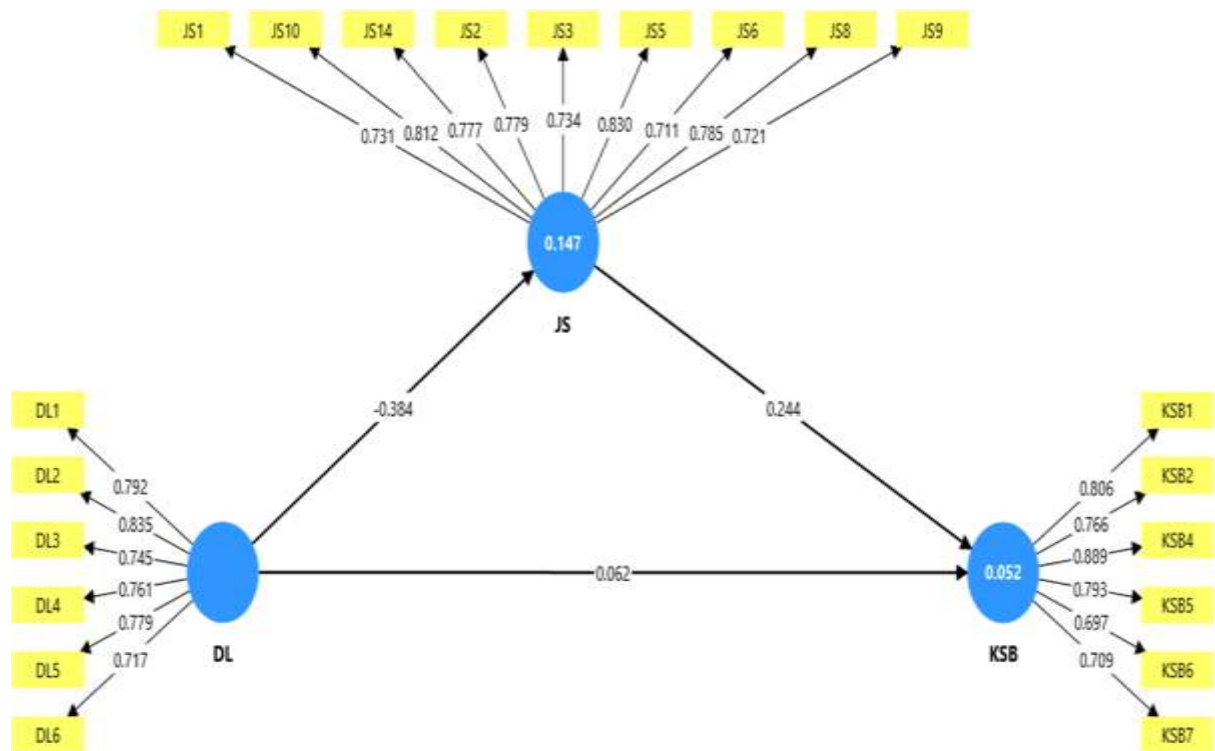 JS1 JS10 JS14 JS2 JS3 JS5 JS6 JS8 JS9
0.731 0.812 0.777 0.779 0.734 0.830 0.711 0.785 0.721
0.147
JS
-0.384 0.244
DL1
DL2
DL3
DL4
DL5
DL6
0.792
0.835
0.745
0.761
0.779
0.717
DL
0.062
0.052
KSB
0.806
0.766
0.889
0.793
0.697
0.709
KSB1
KSB2
KSB4
KSB5
KSB6
KSB7